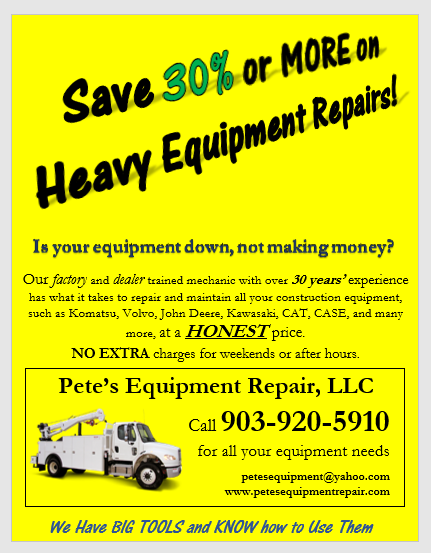 Save 30% or MORE on
Heavy Equipment Repairs!
Is your equipment down, not making money?
Our factory and dealer trained mechanic with over 30 years' experience
has what it takes to repair and maintain all your construction equipment,
such as Komatsu, Volvo, John Deere, Kawasaki, CAT, CASE, and many
more, at a HONEST price.
NO EXTRA charges for weekends or after hours.
Pete's Equipment Repair, LLC
Call 903-920-5910
for all your equipment needs
petesequipment@yahoo.com
www.petesequipmentrepair.com
We Have BIG TOOLS and KNOW how to Use Them